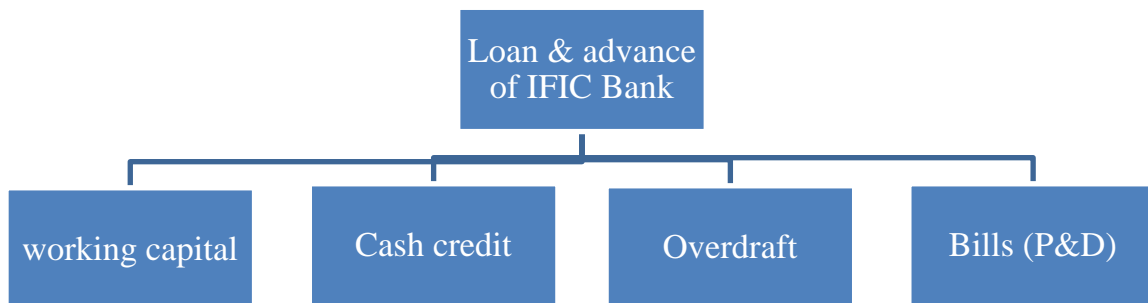 Loan & advance
of IFIC Bank
working capital
Cash credit
Overdraft
Bills (P&D)